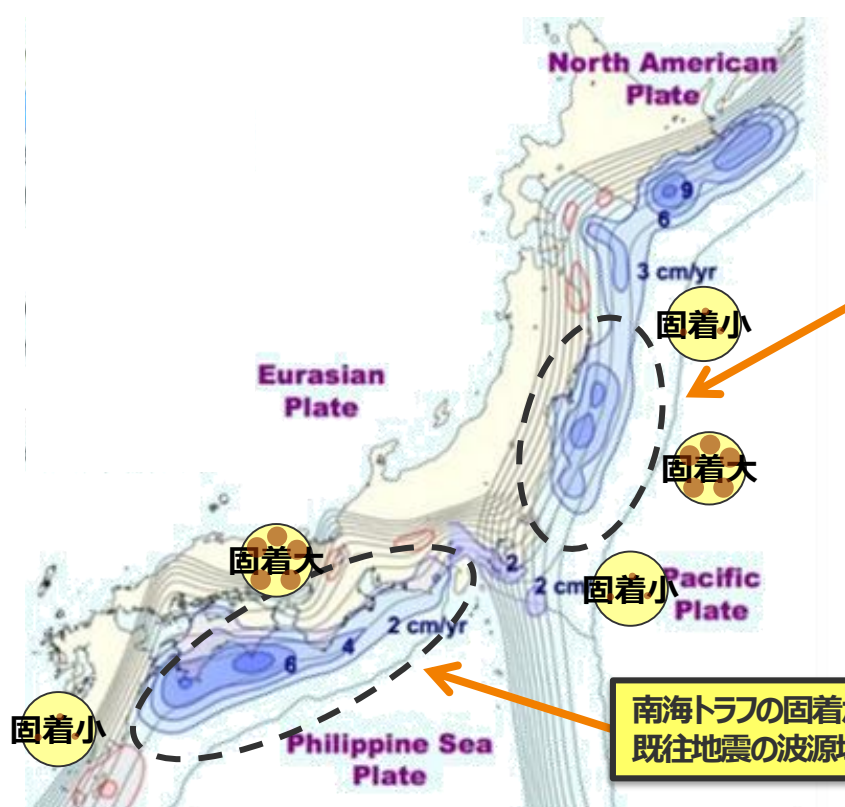 North American
Plate
9
6
3 cm/yr
固着小
Eurasian
Plate
固着大
固着大
2
2 cm
固着小
Pacific
Plate
2 cm/yr
4
6
固着小
南海トラフの固着
既往地震の波源
Philippine Sea
Plate